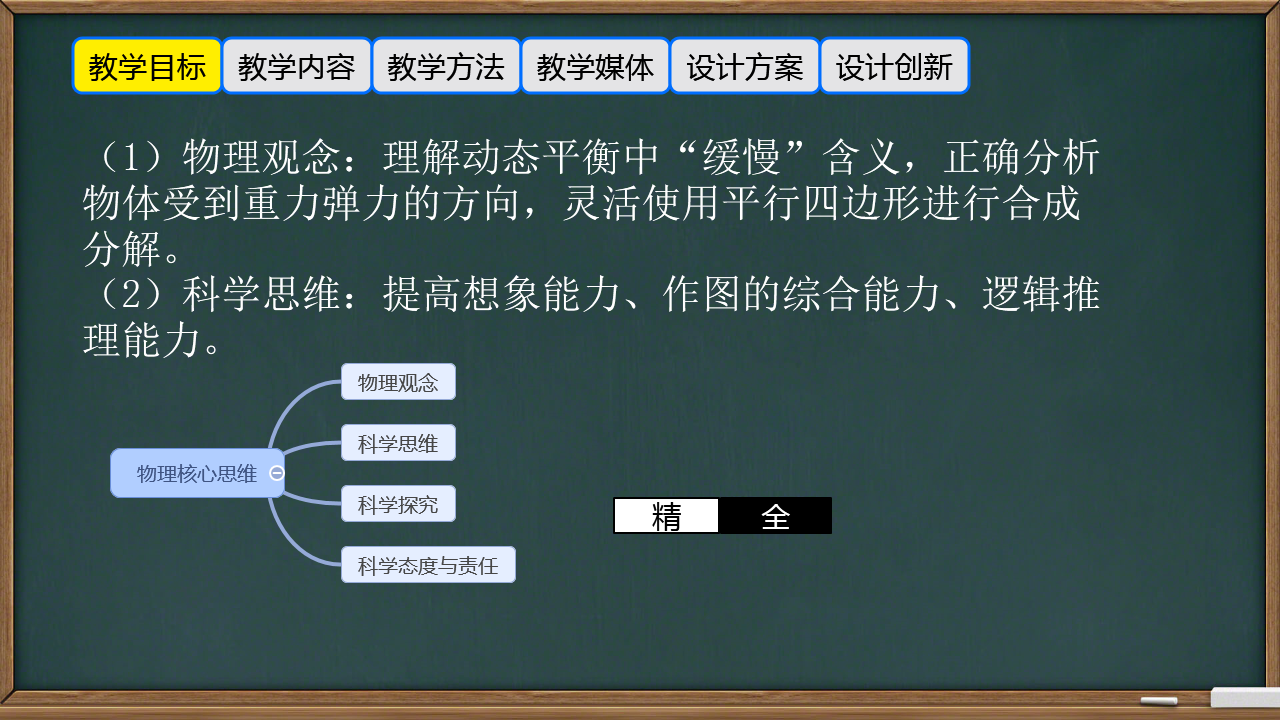 教学目标 教学内容 教学方法 教学媒体 设计方案 设计创新
（1）物理观念：理解动态平衡中“缓慢”含义，正确分析
物体受到重力弹力的方向，灵活使用平行四边形进行合成
分解。
（2）科学思维：提高想象能力、作图的综合能力、逻辑推
理能力。
物理观念
科学思维
物理核心思维
科学探究
精 全
科学态度与责任